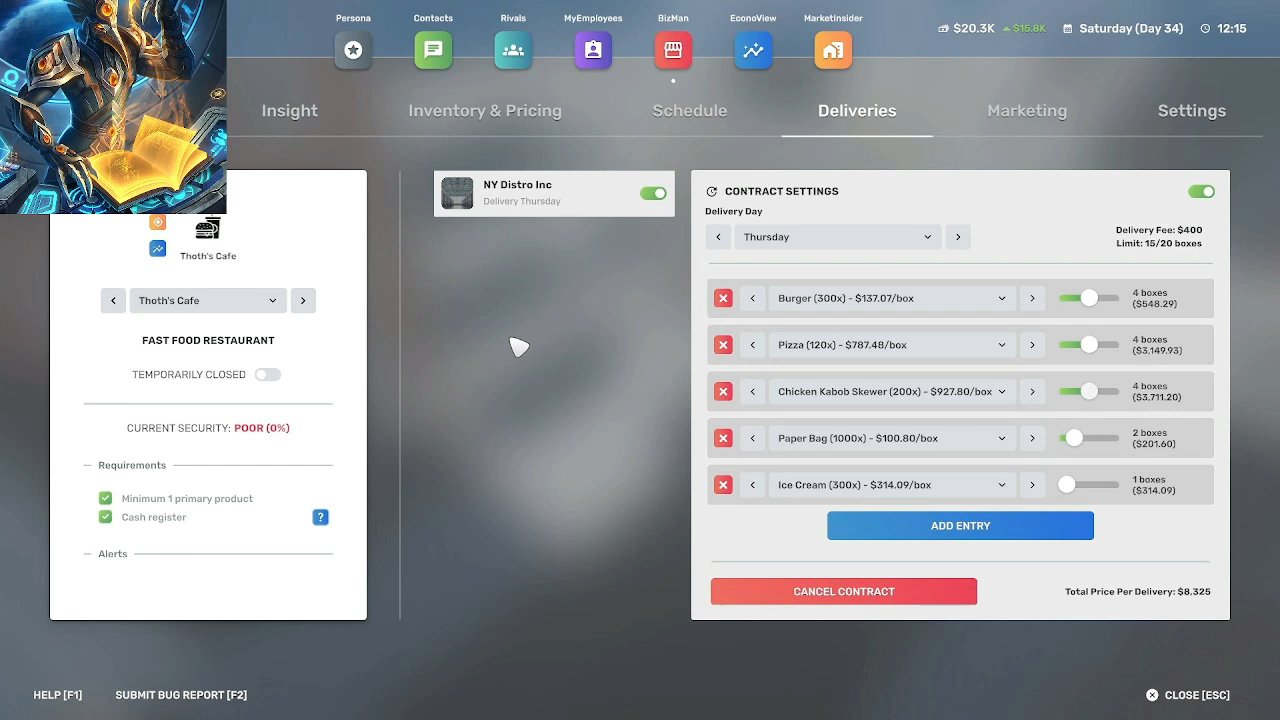 Persona
Contacts
Rivals
MyEmployees
BizMan
EconoView
MarketInsider
$20.3K
$15.8K
Saturday (Day 34)
12:15
Insight
Inventory & Pricing
Schedule
Deliveries
Marketing
Settings
Thoth's Cafe
Thoth's Cafe
FAST FOOD RESTAURANT
TEMPORARILY CLOSED
CURRENT SECURITY: POOR (0%)
Requirements
Minimum 1 primary product
Cash register
?
Alerts
NY Distro Inc
Delivery Thursday
CONTRACT SETTINGS
Delivery Day
Thursday
Delivery Fee: $400
Limit: 15/20 boxes
Burger (300x) - $137.07/box
4 boxes
($548.29)
Pizza (120x) - $787.48/box
4 boxes
($3,149.93)
Chicken Kabob Skewer (200x) - $927.80/box
4 boxes
($3,711.20)
Paper Bag (1000x) - $100.80/box
2 boxes
($201.60)
Ice Cream (300x) - $314.09/box
1 boxes
($314.09)
ADD ENTRY
CANCEL CONTRACT
Total Price Per Delivery: $8,325
HELP [F1]
SUBMIT BUG REPORT [F2]
CLOSE [ESC]